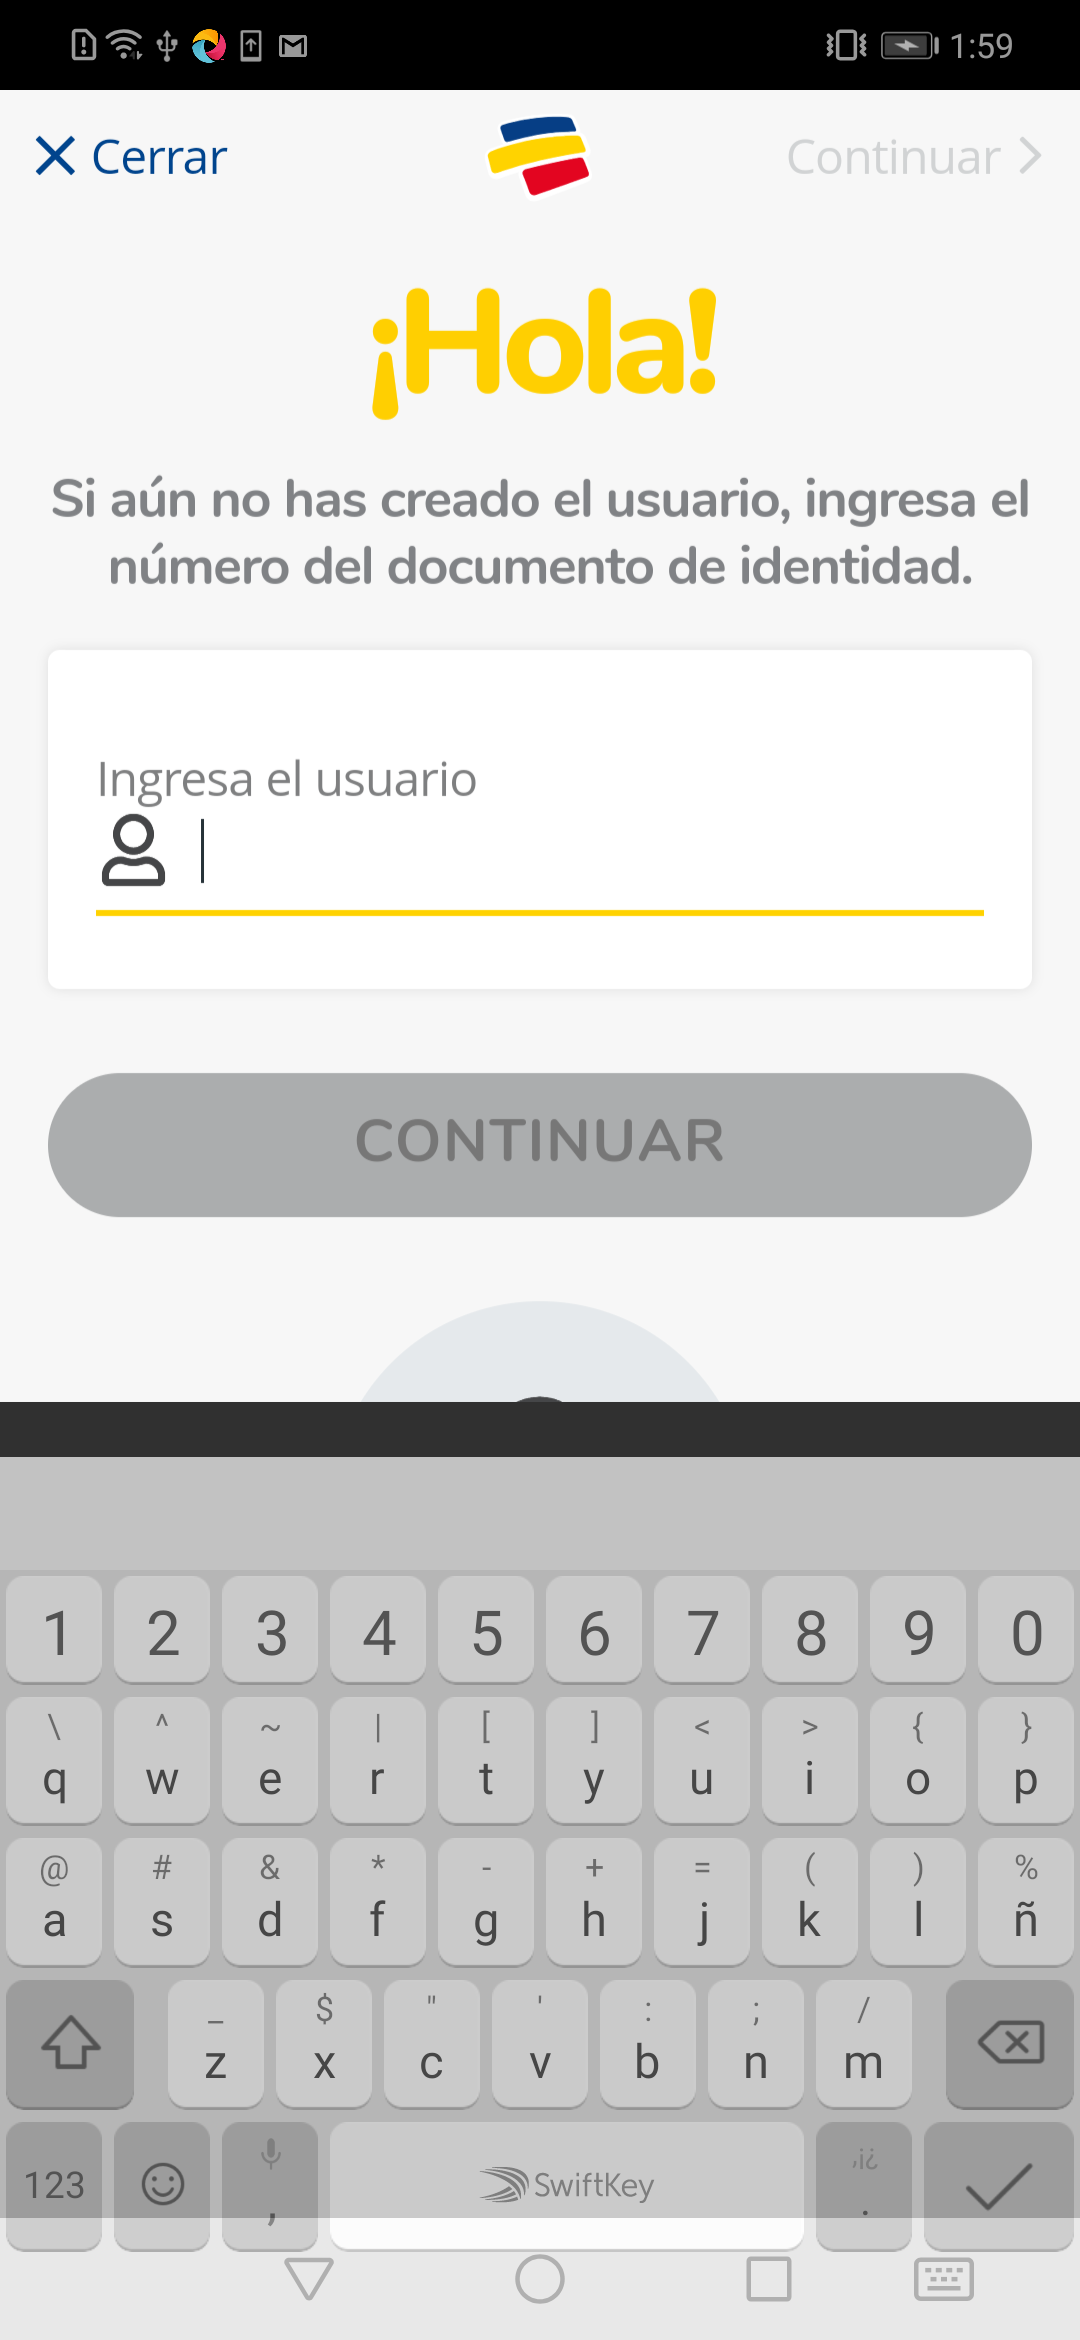 1:59
Cerrar
Continuar
¡Hola!
Si aún no has creado el usuario, ingresa el
número del documento de identidad.
Ingresa el usuario
CONTINUAR
1 2 3 4 5 6 7 8 9 0
\ ^ ~ | [ ] < > { }
q w e r t y u i o p
@ # & * - + = ( ) %
a s d f g h j k l ñ
_ $ " ' : ; /
z x c v b n m
,¡¿
123 , SwiftKey .